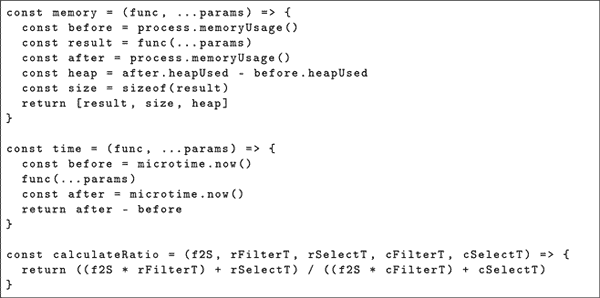 const memory = (func, ...params) => {
  const before = process.memoryUsage()
  const result = func(...params)
  const after = process.memoryUsage()
  const heap = after.heapUsed - before.heapUsed
  const size = sizeof(result)
  return [result, size, heap]
}

const time = (func, ...params) => {
  const before = microtime.now()
  func(...params)
  const after = microtime.now()
  return after - before
}

const calculateRatio = (f2S, rFilterT, rSelectT, cFilterT, cSelectT) => {
  return ((f2S * rFilterT) + rSelectT) / ((f2S * cFilterT) + cSelectT)
}